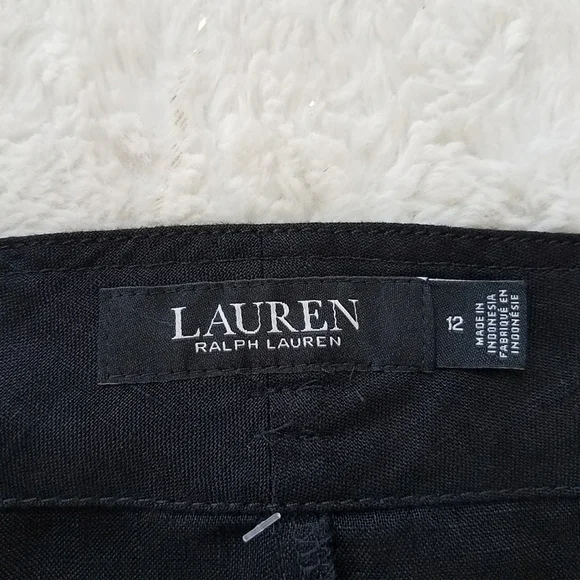 LAUREN
RALPH LAUREN
12
MADE IN
INDONESIA
FABRIQUÉ EN
INDONÉSIE